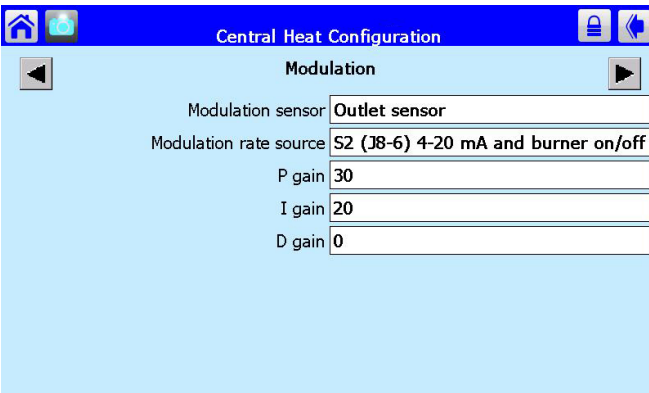 Central Heat Configuration
Modulation
Modulation sensor Outlet sensor
Modulation rate source S2 (J8-6) 4-20 mA and burner on/off
P gain 30
I gain 20
D gain 0